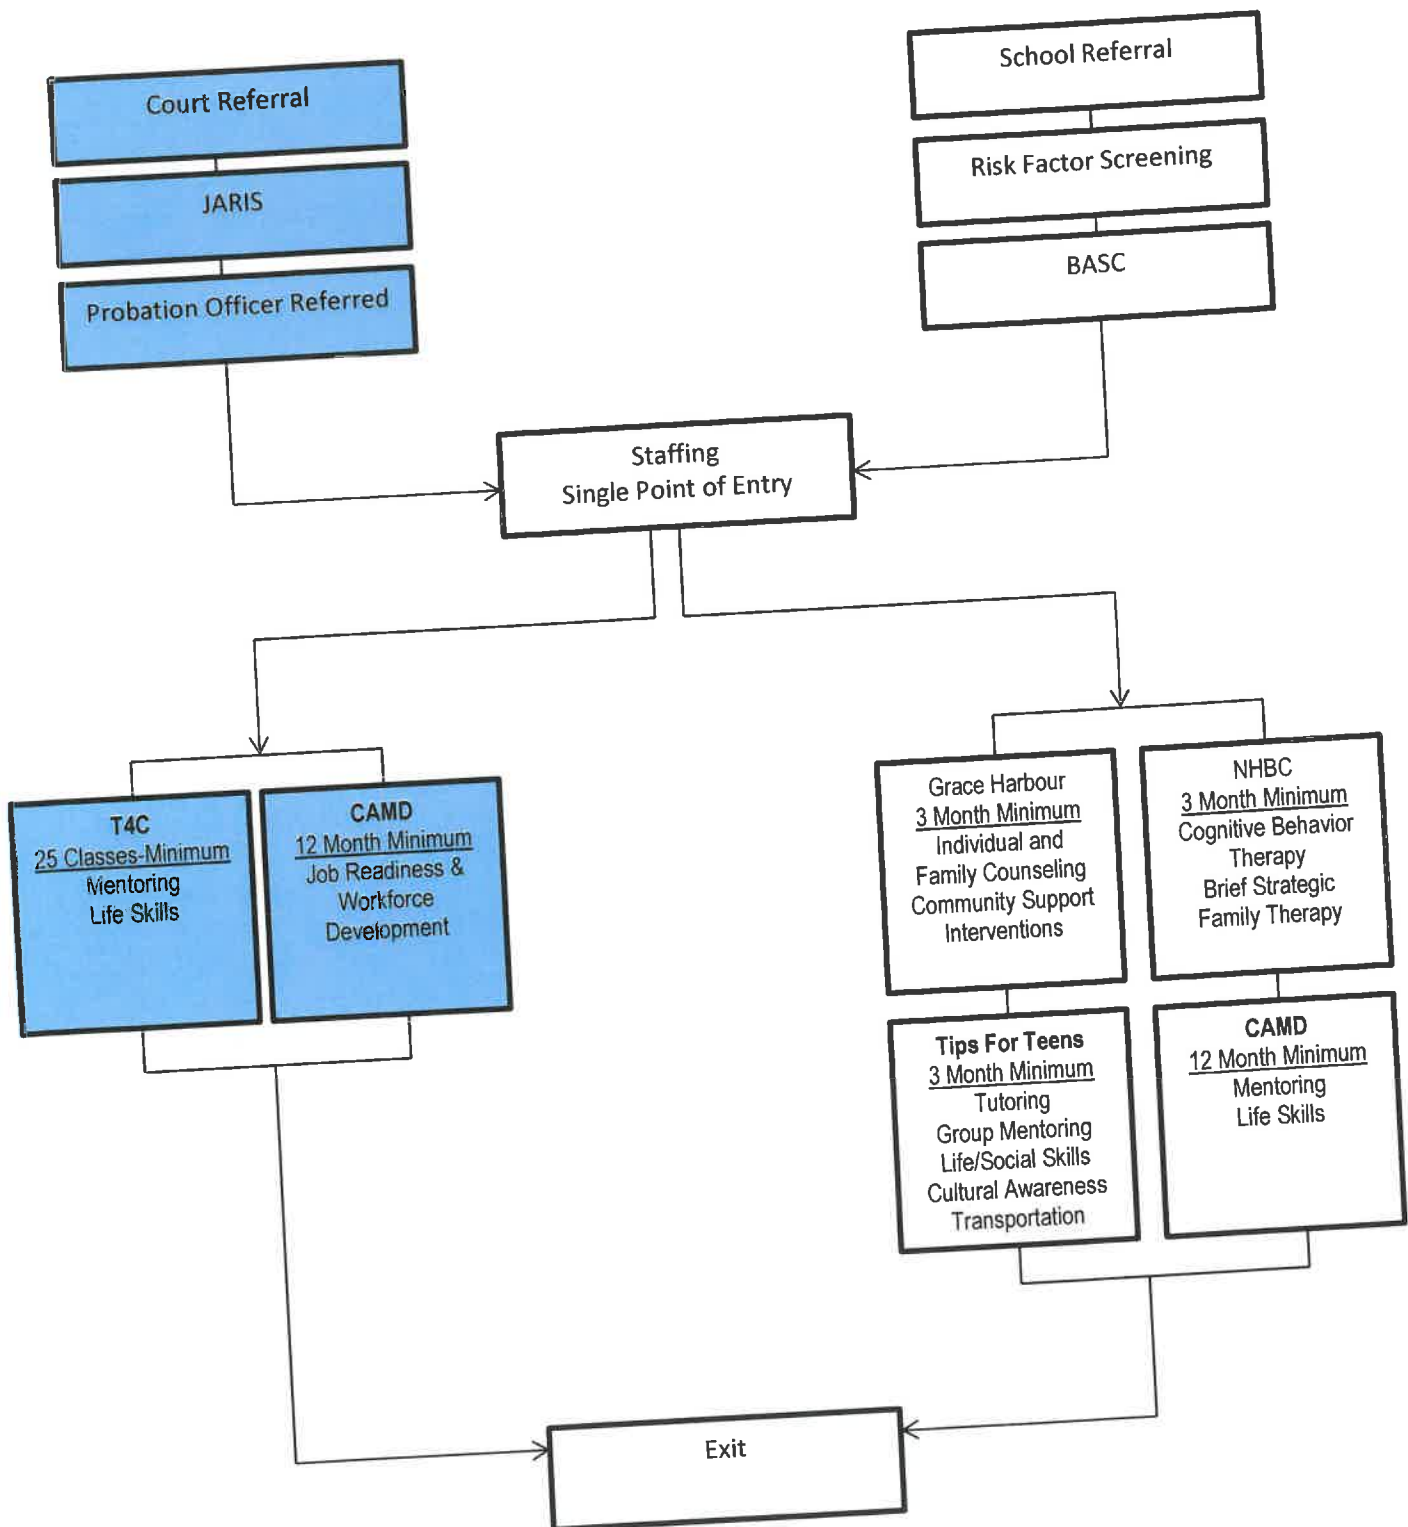 Court Referral
JARIS
Probation Officer Referred
School Referral
Risk Factor Screening
BASC
Staffing
Single Point of Entry
T4C
25 Classes-Minimum
Mentoring
Life Skills
CAMD
12 Month Minimum
Job Readiness &
Workforce
Development
Grace Harbour
3 Month Minimum
Individual and
Family Counseling
Community Support
Interventions
NHBC
3 Month Minimum
Cognitive Behavior
Therapy
Brief Strategic
Family Therapy
Tips For Teens
3 Month Minimum
Tutoring
Group Mentoring
Life/Social Skills
Cultural Awareness
Transportation
CAMD
12 Month Minimum
Mentoring
Life Skills
Exit